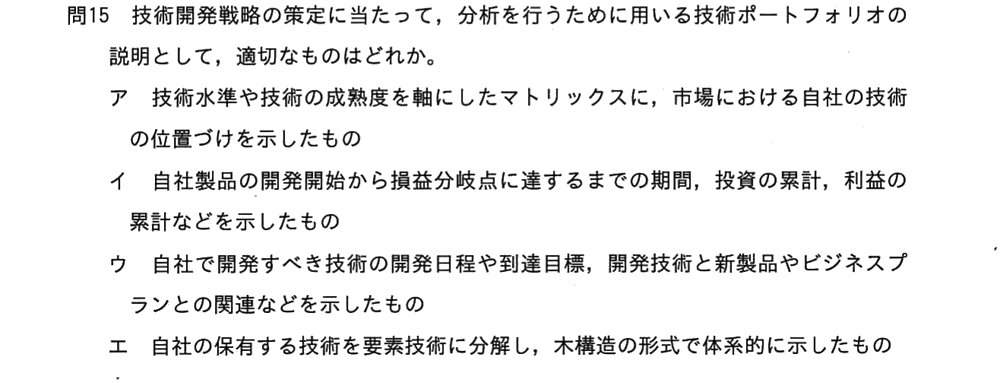 問15 技術開発戦略の策定に当たって，分析を行うために用いる技術ポートフォリオの
説明として，適切なものはどれか。
ア 技術水準や技術の成熟度を軸にしたマトリックスに，市場における自社の技術
の位置づけを示したもの
イ 自社製品の開発開始から損益分岐点に達するまでの期間，投資の累計，利益の
累計などを示したもの
ウ 自社で開発すべき技術の開発日程や到達目標，開発技術と新製品やビジネスプ
ランとの関連などを示したもの
エ 自社の保有する技術を要素技術に分解し，木構造の形式で体系的に示したもの